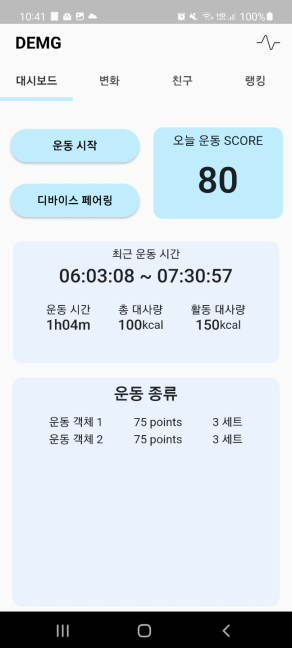 10:41 100%
DEMG
대시보드 변화 친구 랭킹
운동 시작
디바이스 페어링
오늘 운동 SCORE
80
최근 운동 시간
06:03:08 ~ 07:30:57
운동 시간 총 대사량 활동 대사량
1h04m 100kcal 150kcal
운동 종류
운동 객체 1 75 points 3 세트
운동 객체 2 75 points 3 세트